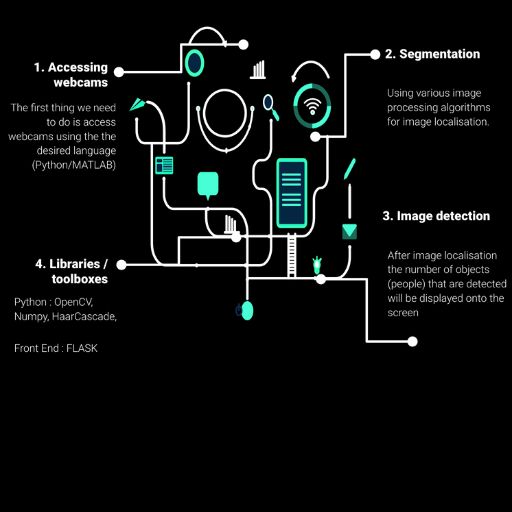 1. Accessing
webcams
The first thing we need
to do is access
webcams using the the
desired language
(Python/MATLAB)
2. Segmentation
Using various image
processing algorithms
for image localisation.
3. Image detection
After image localisation
the number of objects
(people) that are detected
will be displayed onto the
screen
4. Libraries /
toolboxes
Python : OpenCV,
Numpy, HaarCascade,
Front End : FLASK